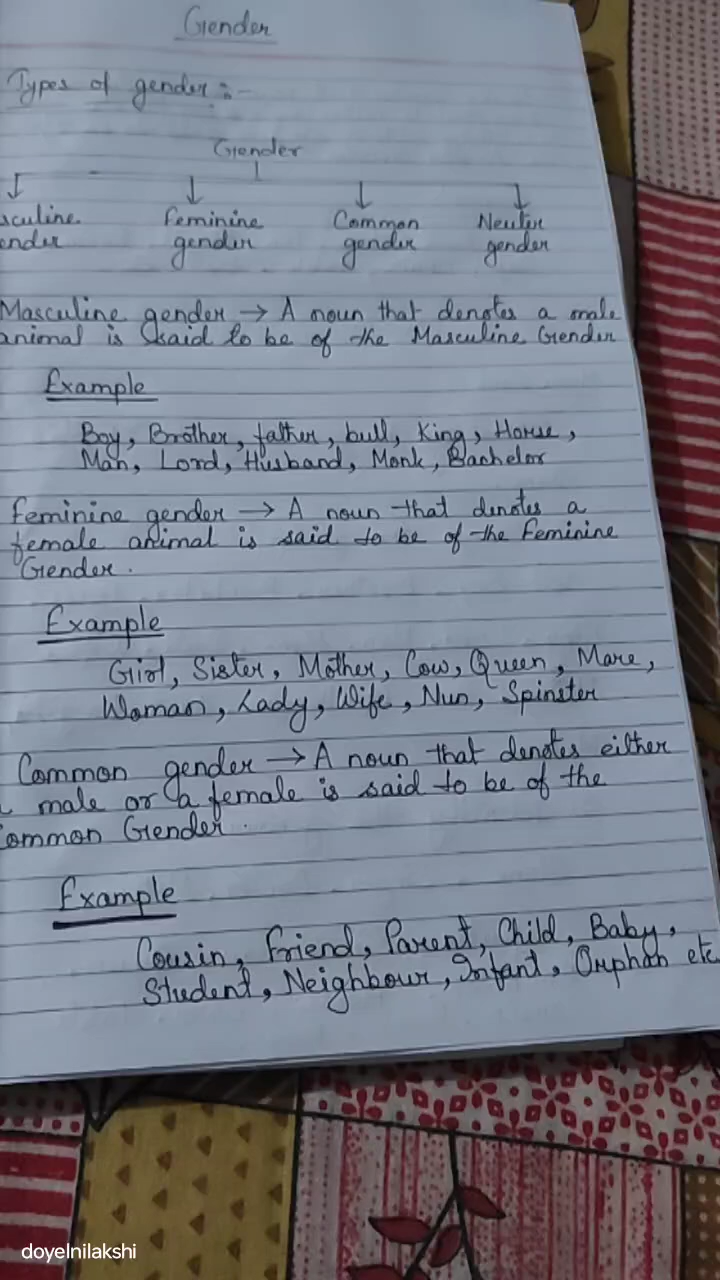 Gender
Types of gender :-
Gender
sculine Feminine Common Neuter
ender gender gender gender
Masculine gender → A noun that denotes a male
animal is said to be of the Masculine Gender
Example
Boy, Brother, father, bull, King, Horse,
Man, Lord, Husband, Monk, Bachelor
Feminine gender → A noun that denotes a
female animal is said to be of the Feminine
Gender.
Example
Girl, Sister, Mother, Cow, Queen, Mare,
Woman, Lady, Wife, Nun, Spinster
Common gender → A noun that denotes either
male or a female is said to be of the
ommon Gender.
Example
Cousin, Friend, Parent, Child, Baby,
Student, Neighbour, Infant, Orphan etc
doyelnilakshi